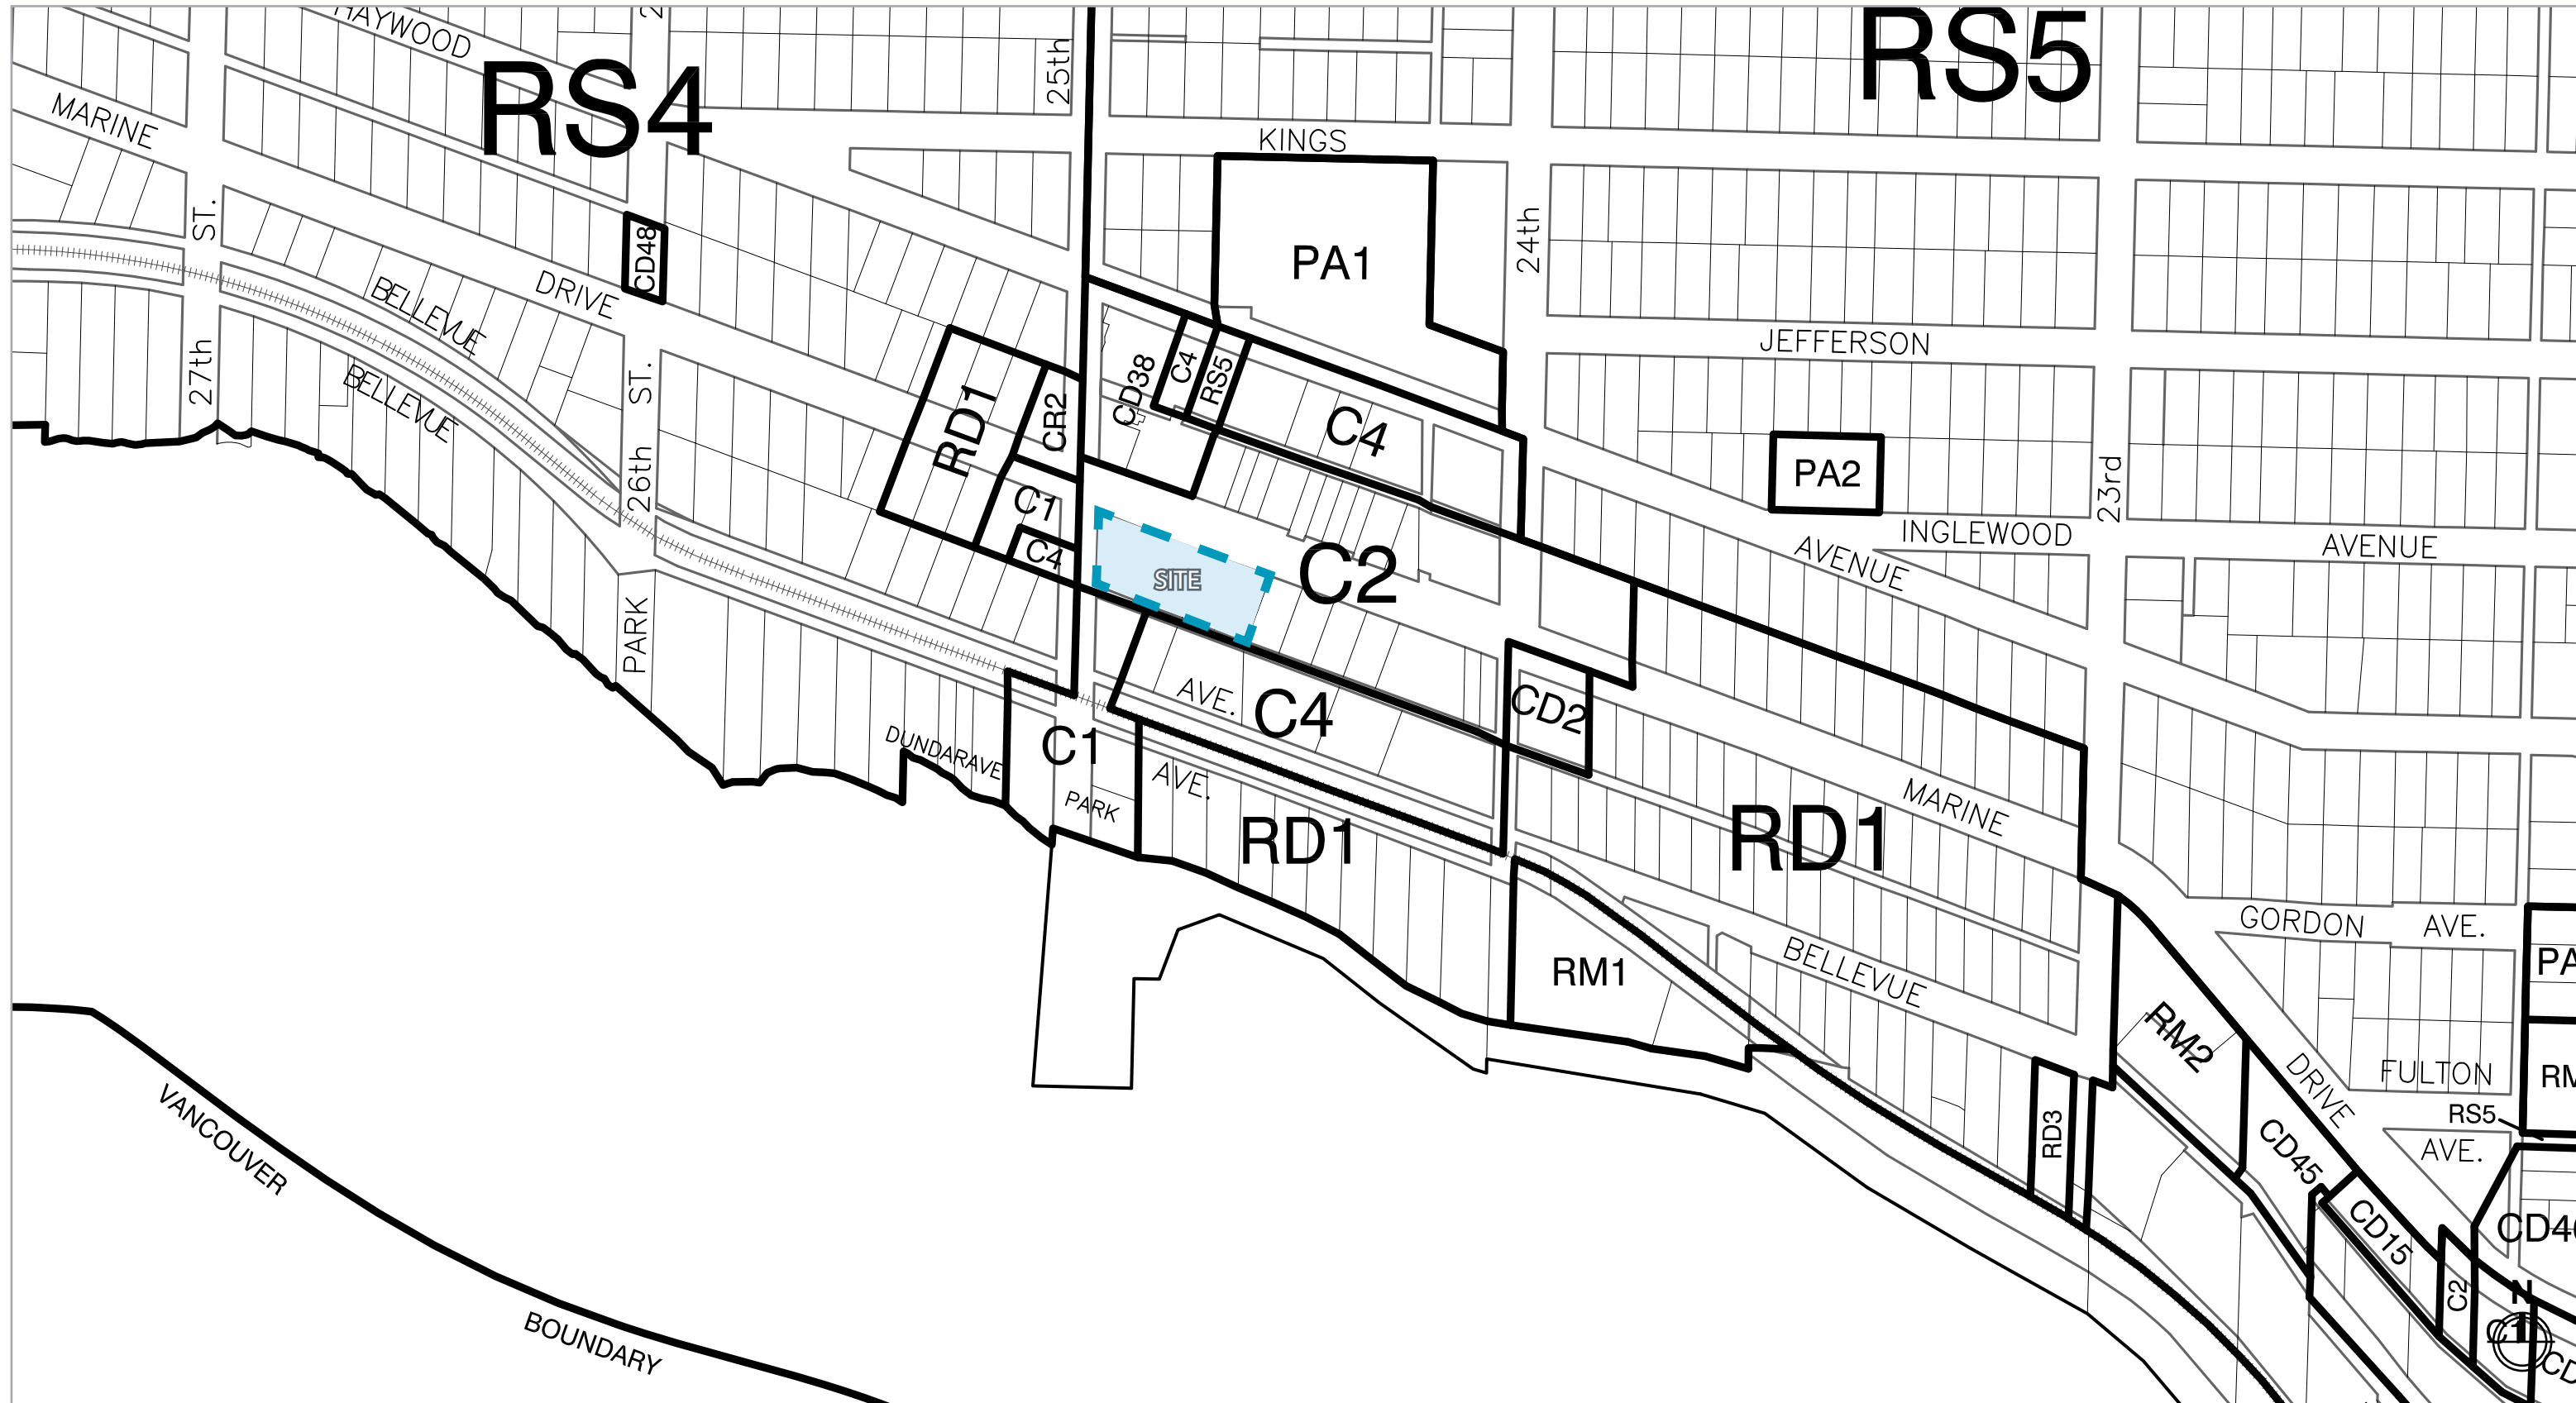 HAYWOOD
RS4
25th
RS5
MARINE
KINGS
ST.
24th
PA1
CD48
BELLEVUE
DRIVE
JEFFERSON
27th
BELLEVUE
26th ST.
RD1
CR2
CD38
C4
RS5
C4
PA2
23rd
C1
C4
INGLEWOOD
AVENUE
AVENUE
SITE
C2
PARK
AVE.
C4
CD2
DUNDARAVE
C1
PARK
AVE.
RD1
RD1
MARINE
GORDON AVE.
RM1
BELLEVUE
RM2
DRIVE
FULTON
RS5
AVE.
RD3
CD45
CD15
C2
N
VANCOUVER
BOUNDARY